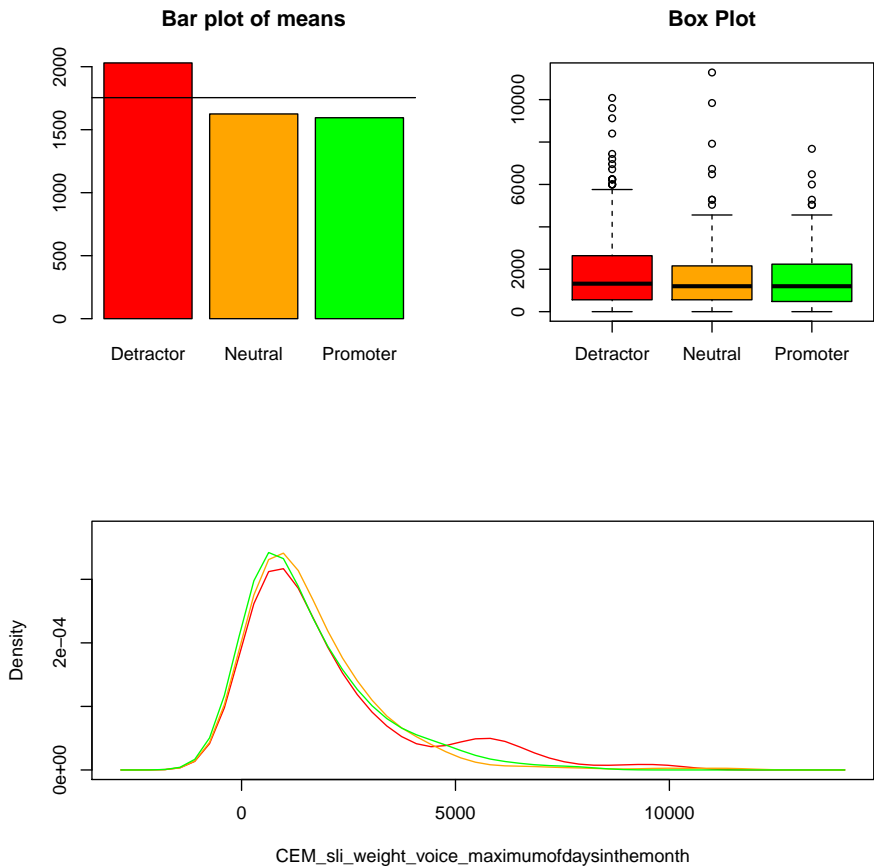 Bar plot of means
2000
1500
1000
500
0
Detractor Neutral Promoter
Box Plot
10000
6000
2000
0
Detractor Neutral Promoter
Density
2e-04
0e+00
0 5000 10000
CEM_sli_weight_voice_maximumofdaysinthemonth